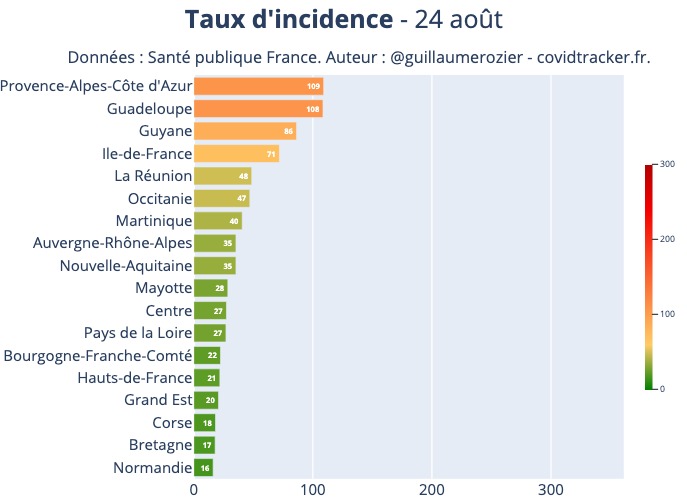 Taux d'incidence - 24 août
Données : Santé publique France. Auteur : @guillaumerozier - covidtracker.fr.
Provence-Alpes-Côte d'Azur 109
Guadeloupe 108
Guyane 86
Ile-de-France 71
La Réunion 48
Occitanie 47
Martinique 40
Auvergne-Rhône-Alpes 35
Nouvelle-Aquitaine 35
Mayotte 28
Centre 27
Pays de la Loire 27
Bourgogne-Franche-Comté 22
Hauts-de-France 21
Grand Est 20
Corse 18
Bretagne 17
Normandie 16
0 100 200 300
300
200
100
0